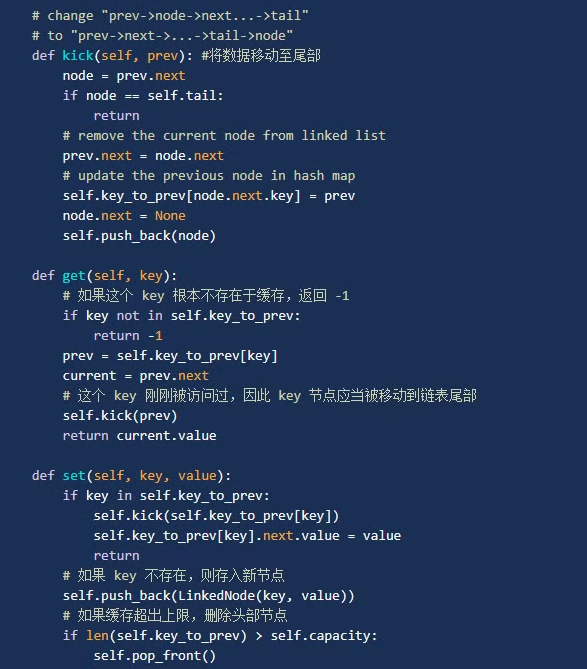 # change "prev->node->next...->tail"
# to "prev->next->...->tail->node"
def kick(self, prev): #将数据移动至尾部
    node = prev.next
    if node == self.tail:
        return
    # remove the current node from linked list
    prev.next = node.next
    # update the previous node in hash map
    self.key_to_prev[node.next.key] = prev
    node.next = None
    self.push_back(node)

def get(self, key):
    # 如果这个 key 根本不存在于缓存，返回 -1
    if key not in self.key_to_prev:
        return -1
    prev = self.key_to_prev[key]
    current = prev.next
    # 这个 key 刚刚被访问过，因此 key 节点应当被移动到链表尾部
    self.kick(prev)
    return current.value

def set(self, key, value):
    if key in self.key_to_prev:
        self.kick(self.key_to_prev[key])
        self.key_to_prev[key].next.value = value
        return
    # 如果 key 不存在，则存入新节点
    self.push_back(LinkedNode(key, value))
    # 如果缓存超出上限，删除头部节点
    if len(self.key_to_prev) > self.capacity:
        self.pop_front()